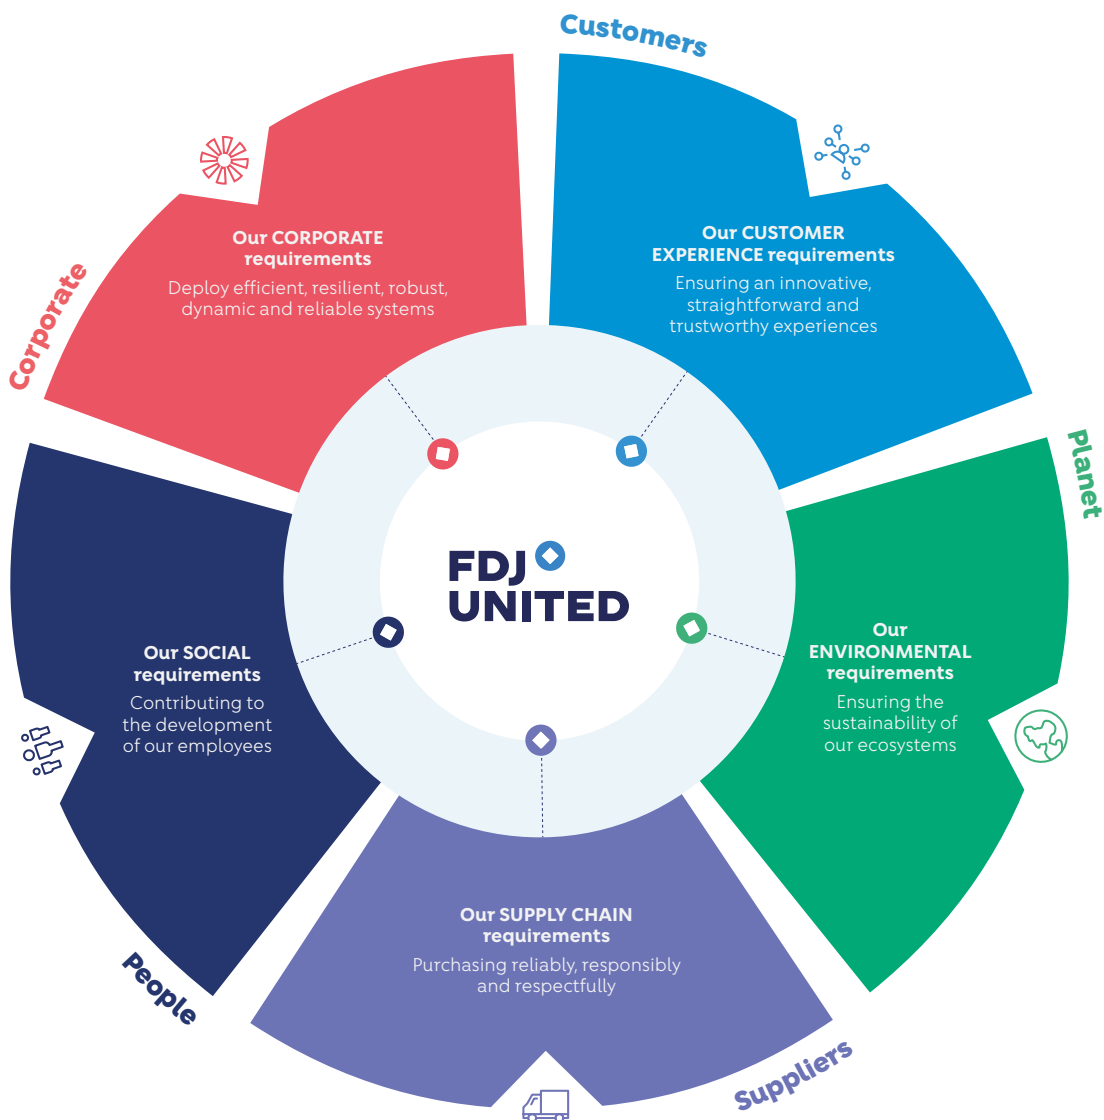 Customers
Our CUSTOMER
EXPERIENCE requirements
Ensuring an innovative,
straightforward and
trustworthy experiences
Planet
Our
ENVIRONMENTAL
requirements
Ensuring the
sustainability of
our ecosystems
Suppliers
Our SUPPLY CHAIN
requirements
Purchasing reliably, responsibly
and respectfully
People
Our SOCIAL
requirements
Contributing to
the development
of our employees
Corporate
Our CORPORATE
requirements
Deploy efficient, resilient, robust,
dynamic and reliable systems
FDJ
UNITED